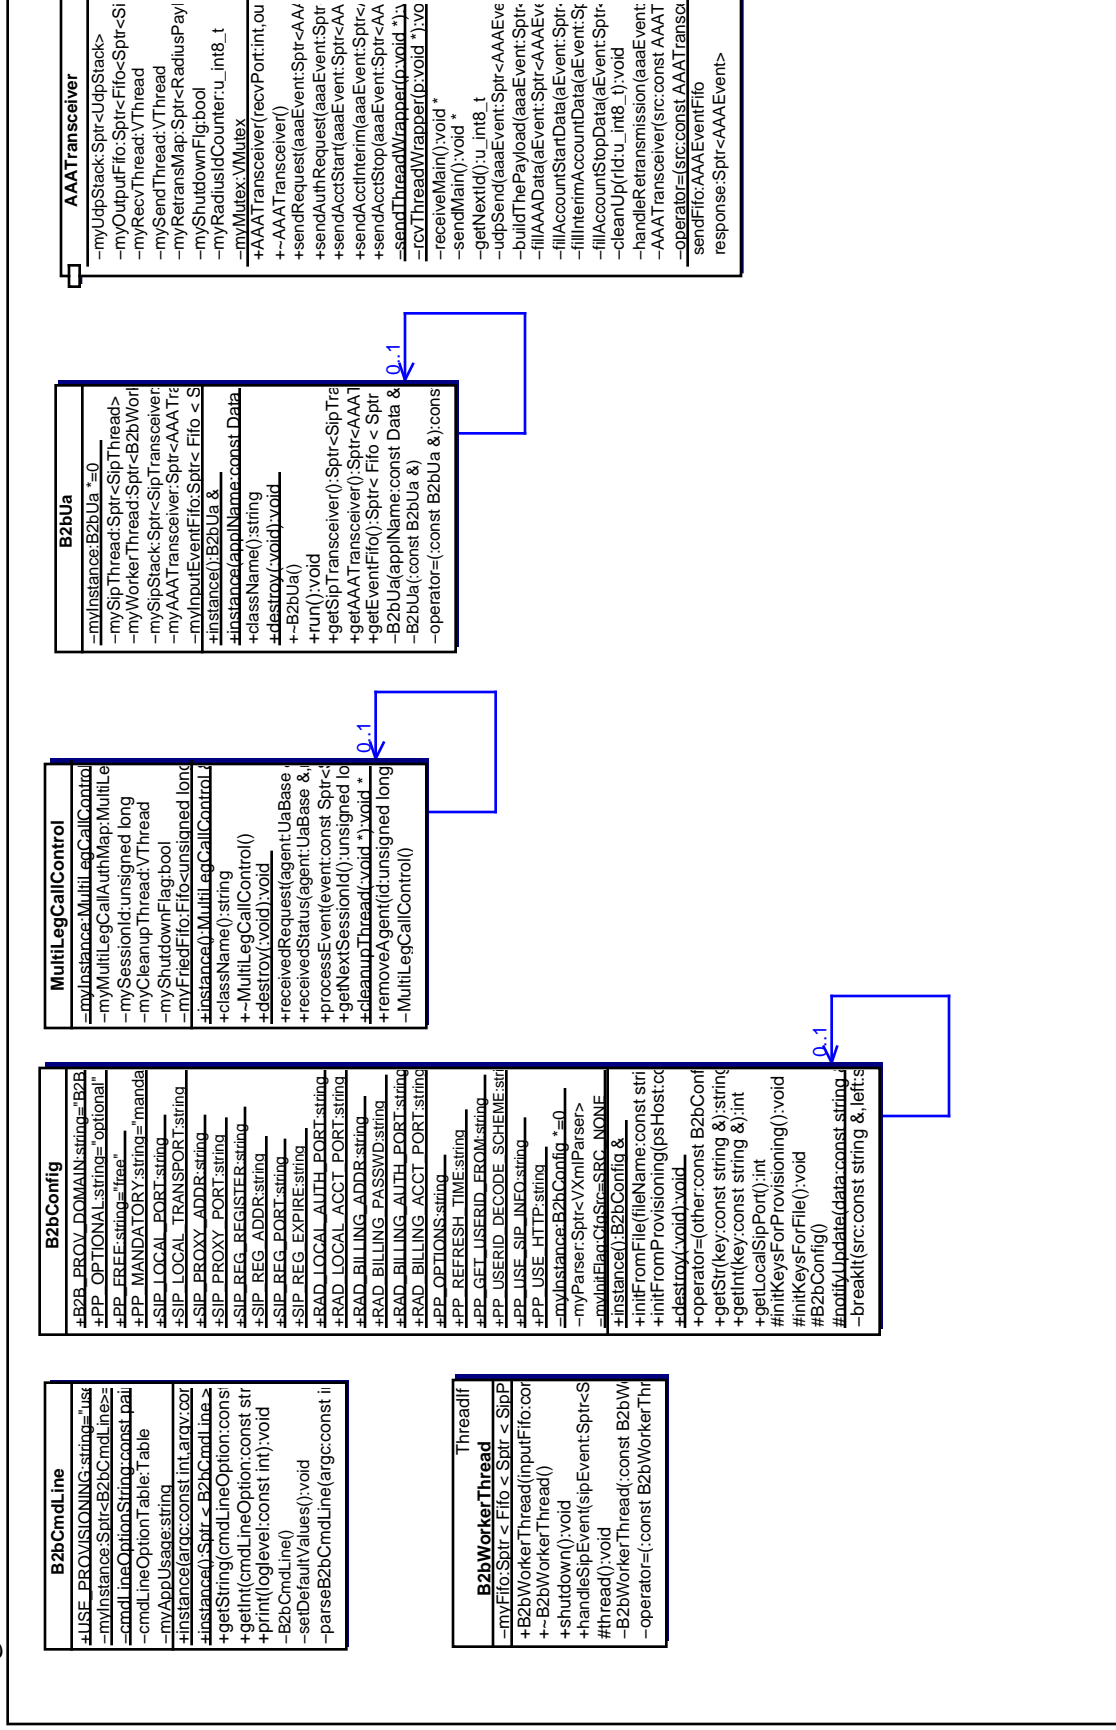 B2bCmdLine
+USE_PROVISIONING:string="use
−myInstance:Sptr<B2bCmdLine>=
−cmdLineOptionString:const pai
−cmdLineOptionTable:Table
−myAppUsage:string
+instance(argc:const int,argv:con
+instance():Sptr < B2bCmdLine >
+getString(cmdLineOption:const
+getInt(cmdLineOption:const str
+print(loglevel:const int):void
−B2bCmdLine()
−setDefaultValues():void
−parseB2bCmdLine(argc:const i
ThreadIf
B2bWorkerThread
−myFifo:Sptr < Fifo < Sptr < SipP
+B2bWorkerThread(inputFifo:con
+~B2bWorkerThread()
+shutdown():void
+handleSipEvent(sipEvent:Sptr<S
#thread():void
−B2bWorkerThread(:const B2bWo
−operator=(:const B2bWorkerThr
B2bConfig
+B2B_PROV_DOMAIN:string="B2B
+PP_OPTIONAL:string="optional"
+PP_FREE:string="free"
+PP_MANDATORY:string="manda
+SIP_LOCAL_PORT:string
+SIP_LOCAL_TRANSPORT:string
+SIP_PROXY_ADDR:string
+SIP_PROXY_PORT:string
+SIP_REG_REGISTER:string
+SIP_REG_ADDR:string
+SIP_REG_PORT:string
+SIP_REG_EXPIRE:string
+RAD_LOCAL_AUTH_PORT:string
+RAD_LOCAL_ACCT_PORT:string
+RAD_BILLING_ADDR:string
+RAD_BILLING_PASSWD:string
+RAD_BILLING_AUTH_PORT:string
+RAD_BILLING_ACCT_PORT:string
+PP_OPTIONS:string
+PP_REFRESH_TIME:string
+PP_GET_USERID_FROM:string
+PP_USERID_DECODE_SCHEME:stri
+PP_USE_SIP_INFO:string
+PP_USE_HTTP:string
−myInstance:B2bConfig *=0
−myParser:Sptr<VXmlParser>
−myInitFlag:CfgSrc=SRC_NONE
+instance():B2bConfig &
+initFromFile(fileName:const stri
+initFromProvisioning(psHost:co
+destroy(:void):void
+operator=(other:const B2bConf
+getStr(key:const string &):string
+getInt(key:const string &):int
+getLocalSipPort():int
#initKeysForProvisioning():void
#initKeysForFile():void
#B2bConfig()
#notifyUpdate(data:const string
−breakIt(src:const string &,left:s
0..1
MultiLegCallControl
−myInstance:MultiLegCallControl
−myMultiLegCallAuthMap:MultiLe
−mySessionId:unsigned long
−myCleanupThread:VThread
−myShutdownFlag:bool
−myFriedFifo:Fifo<unsigned long
+instance():MultiLegCallControl
+className():string
+~MultiLegCallControl()
+destroy(:void):void
+receivedRequest(agent:UaBase
+receivedStatus(agent:UaBase &,
+processEvent(event:const Sptr<
+getNextSessionId():unsigned lo
+cleanupThread(:void *):void *
+removeAgent(id:unsigned long
−MultiLegCallControl()
0..1
B2bUa
−myInstance:B2bUa *=0
−mySipThread:Sptr<SipThread>
−myWorkerThread:Sptr<B2bWork
−mySipStack:Sptr<SipTransceiver
−myAAATransceiver:Sptr<AAATra
−myInputEventFifo:Sptr< Fifo < S
+instance():B2bUa &
+instance(applName:const Data
+className():string
+destroy(:void):void
+~B2bUa()
+run():void
+getSipTransceiver():Sptr<SipTra
+getAAATransceiver():Sptr<AAAT
+getEventFifo():Sptr< Fifo < Sptr
−B2bUa(applName:const Data &
−B2bUa(:const B2bUa &)
−operator=(:const B2bUa &):cons
0..1
AAATransceiver
−myUdpStack:Sptr<UdpStack>
−myOutputFifo:Sptr<Fifo<Sptr<Si
−myRecvThread:VThread
−mySendThread:VThread
−myRetransMap:Sptr<RadiusPayl
−myShutdownFlg:bool
−myRadiusIdCounter:u_int8_t
−myMutex:VMutex
+AAATransceiver(recvPort:int,ou
+~AAATransceiver()
+sendRequest(aaaEvent:Sptr<AAA
+sendAuthRequest(aaaEvent:Sptr
+sendAcctStart(aaaEvent:Sptr<AA
+sendAcctInterim(aaaEvent:Sptr<
+sendAcctStop(aaaEvent:Sptr<AA
−sendThreadWrapper(p:void *):v
−rcvThreadWrapper(p:void *):vo
−receiveMain():void *
−sendMain():void *
−getNextId():u_int8_t
−udpSend(aaaEvent:Sptr<AAAEve
−buildThePayload(aaaEvent:Sptr<
−fillAAAData(aEvent:Sptr<AAAEve
−fillAccountStartData(aEvent:Sptr<
−fillInterimAccountData(aEvent:Sp
−fillAccountStopData(aEvent:Sptr<
−cleanUp(rId:u_int8_t):void
−handleRetransmission(aaaEvent:
−AAATransceiver(src:const AAAT
−operator=(src:const AAATransc
sendFifo:AAAEventFifo
response:Sptr<AAAEvent>